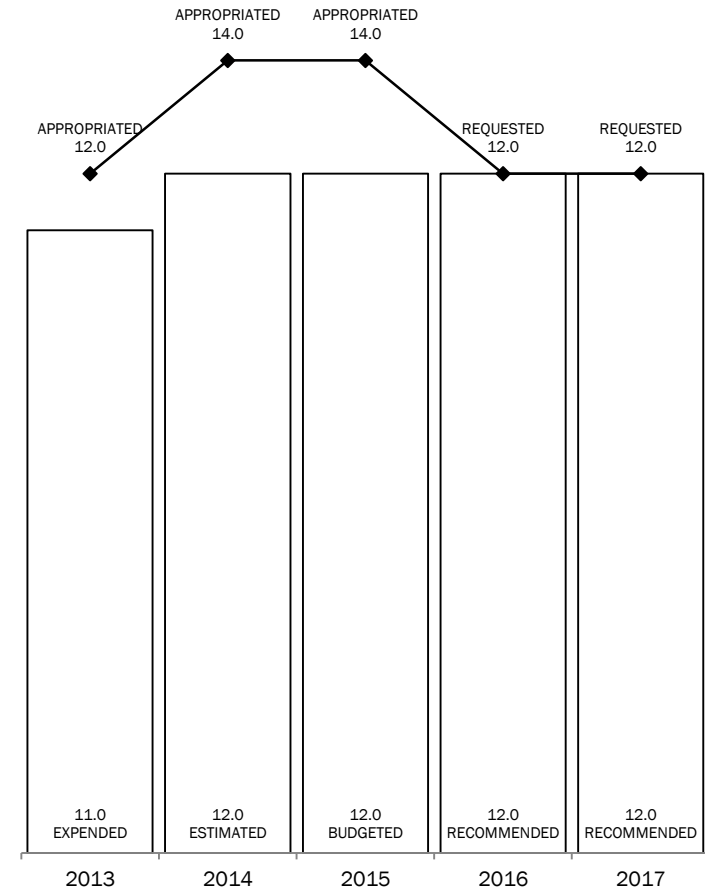 APPROPRIATED
14.0
APPROPRIATED
14.0
APPROPRIATED
12.0
REQUESTED
12.0
REQUESTED
12.0
11.0
EXPENDED
12.0
ESTIMATED
12.0
BUDGETED
12.0
RECOMMENDED
12.0
RECOMMENDED
2013
2014
2015
2016
2017